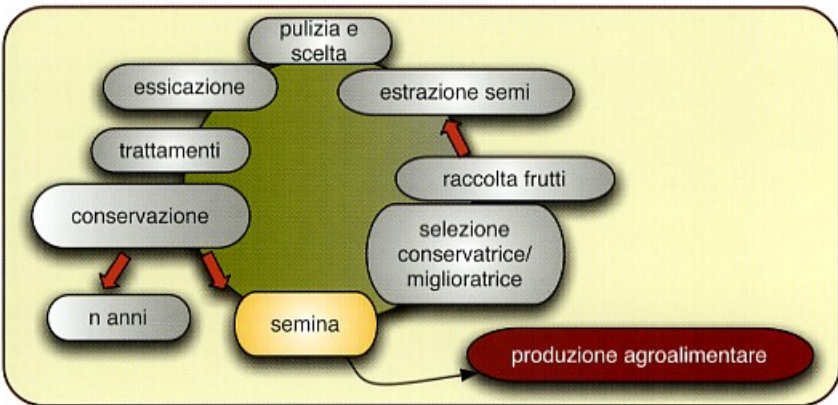 pulizia e
scelta
essicazione
estrazione semi
trattamenti
raccolta frutti
conservazione
selezione
conservatrice/
miglioratrice
n anni
semina
produzione agroalimentare